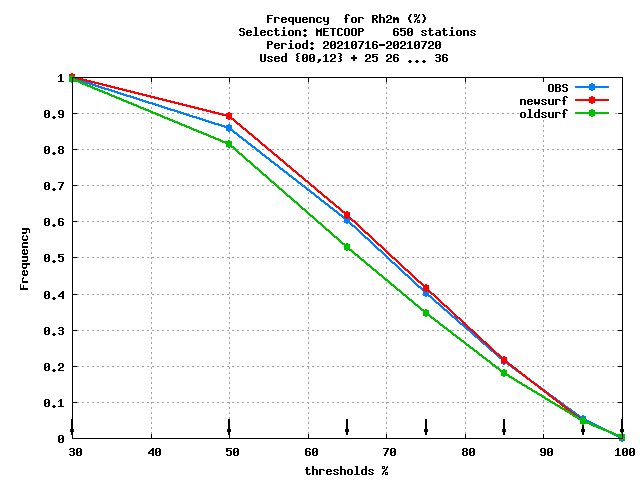 Frequency  for Rh2m (%)
Selection: METCOOP    650 stations
Period: 20210716-20210720
Used {00,12} + 25 26 ... 36
OBS
newsurf
oldsurf
1
0.9
0.8
0.7
0.6
0.5
0.4
0.3
0.2
0.1
0
Frequency
30 40 50 60 70 80 90 100
thresholds %